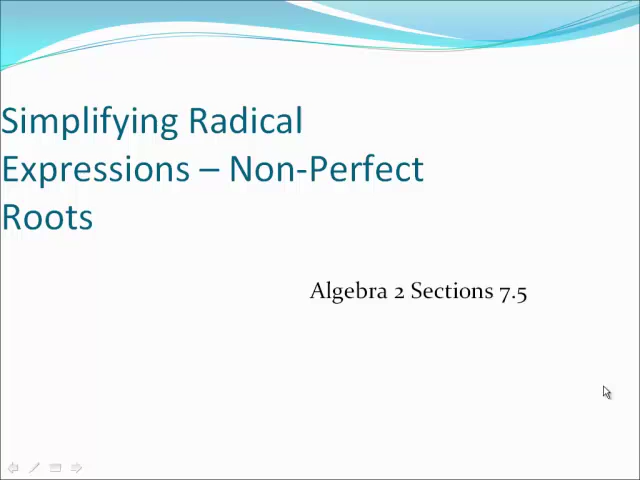 Simplifying Radical
Expressions – Non-Perfect
Roots
Algebra 2 Sections 7.5